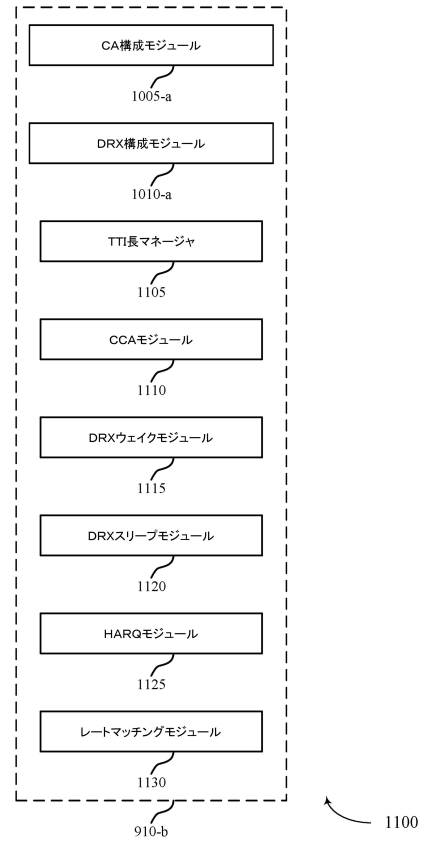 CA構成モジュール
1005-a
DRX構成モジュール
1010-a
TTI長マネージャ
1105
CCAモジュール
1110
DRXウェイクモジュール
1115
DRXスリープモジュール
1120
HARQモジュール
1125
レートマッチングモジュール
1130
910-b
1100